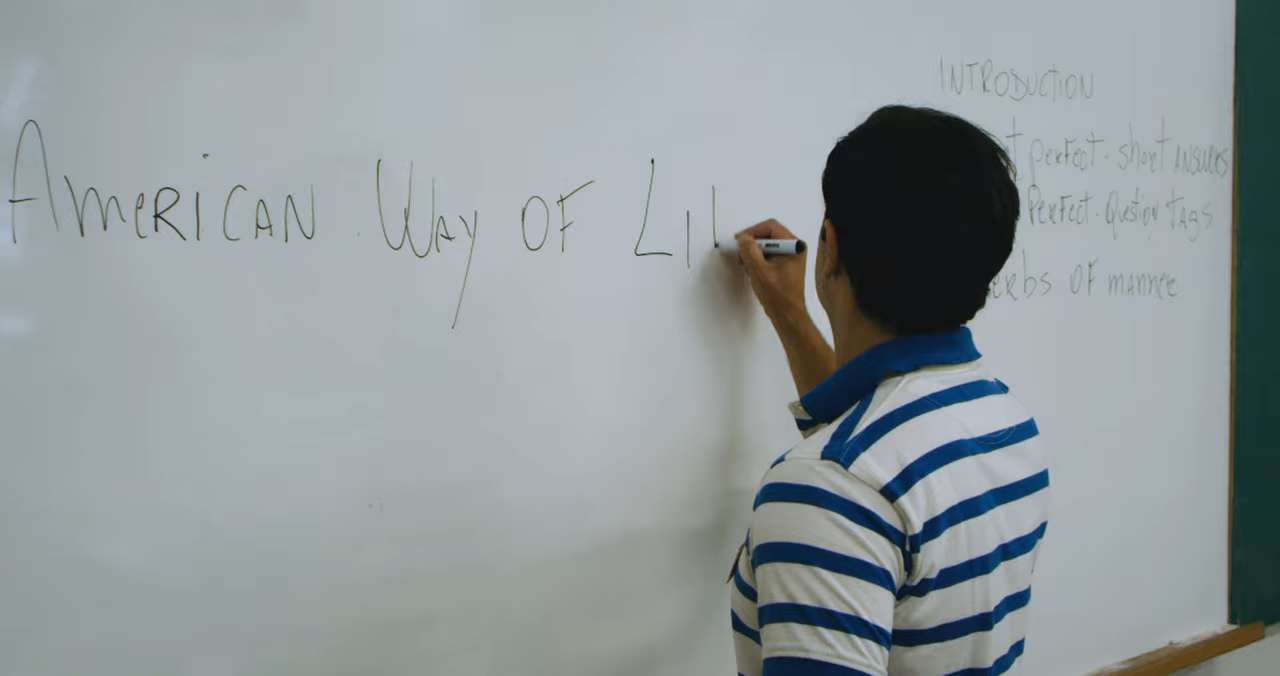 AMERICAN WAY OF LI
INTRODUCTION
PERFECT - SHORT ANSWERS
PERFECT - QUESTION TAGS
OF MANNER